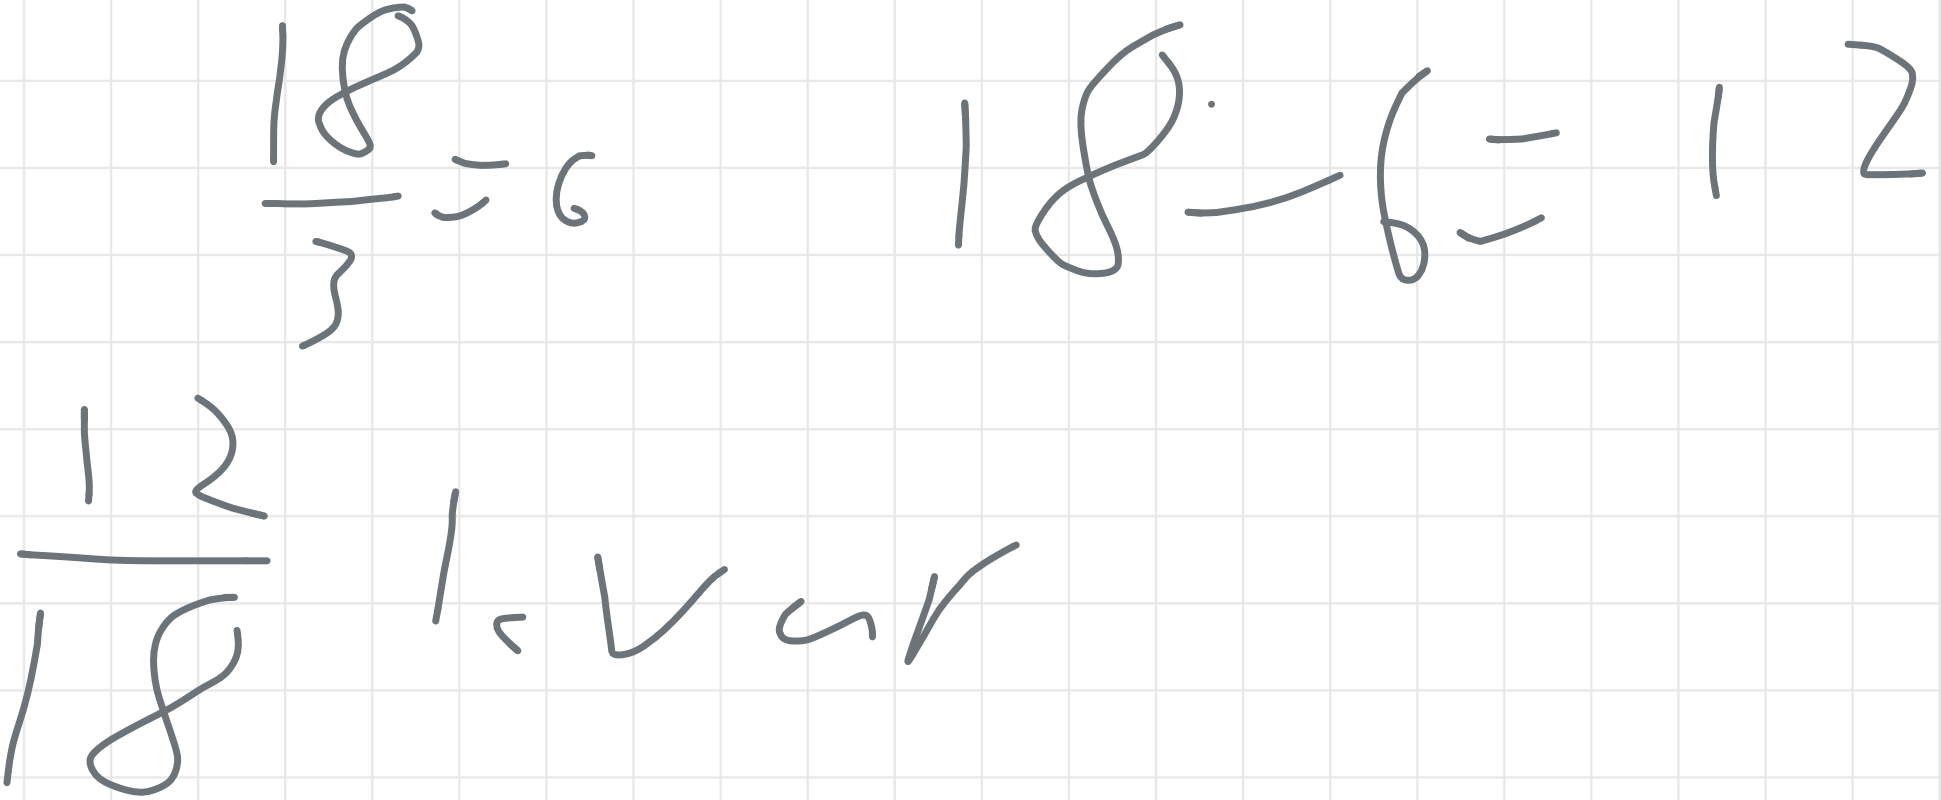 18/3 = 6
18 - 6 = 12
12/18 kvar